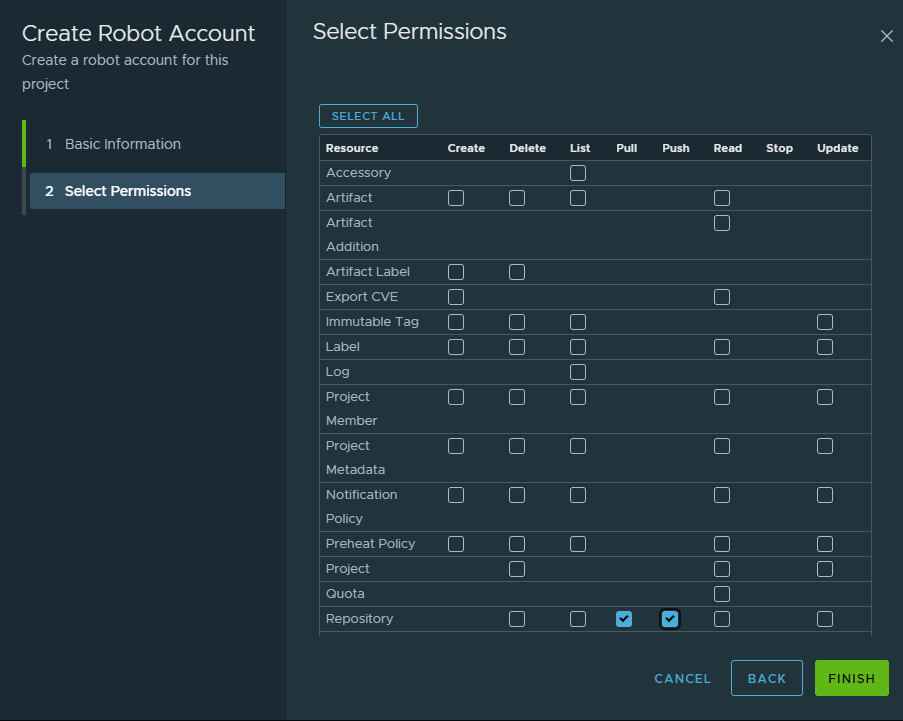 Create Robot Account
Create a robot account for this
project
1 Basic Information
2 Select Permissions
Select Permissions
SELECT ALL
Resource Create Delete List Pull Push Read Stop Update
Accessory
Artifact
Artifact
Addition
Artifact Label
Export CVE
Immutable Tag
Label
Log
Project
Member
Project
Metadata
Notification
Policy
Preheat Policy
Project
Quota
Repository
CANCEL BACK FINISH